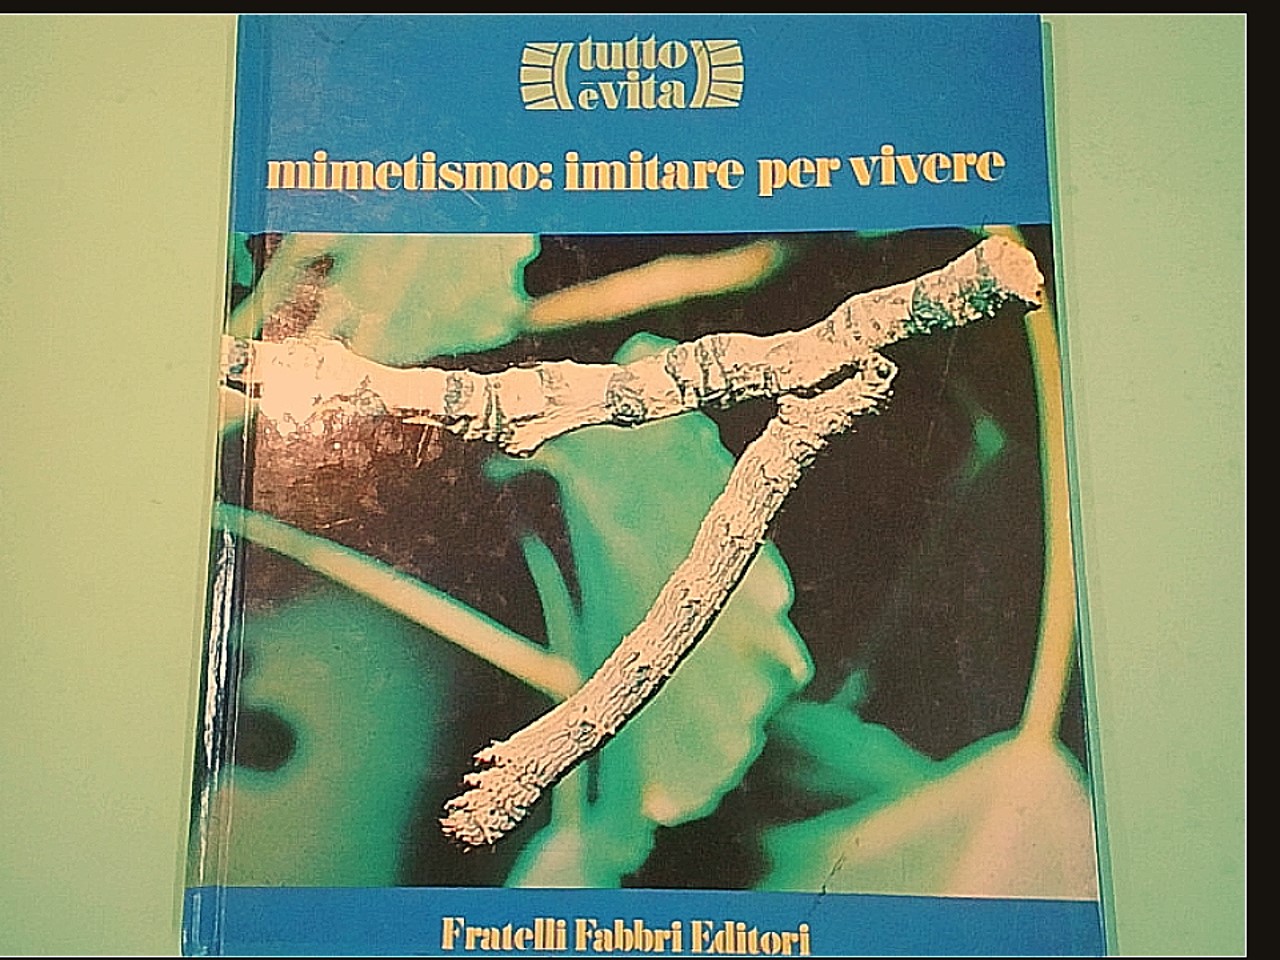 tutto
è vita
mimetismo: imitare per vivere
Fratelli Fabbri Editori